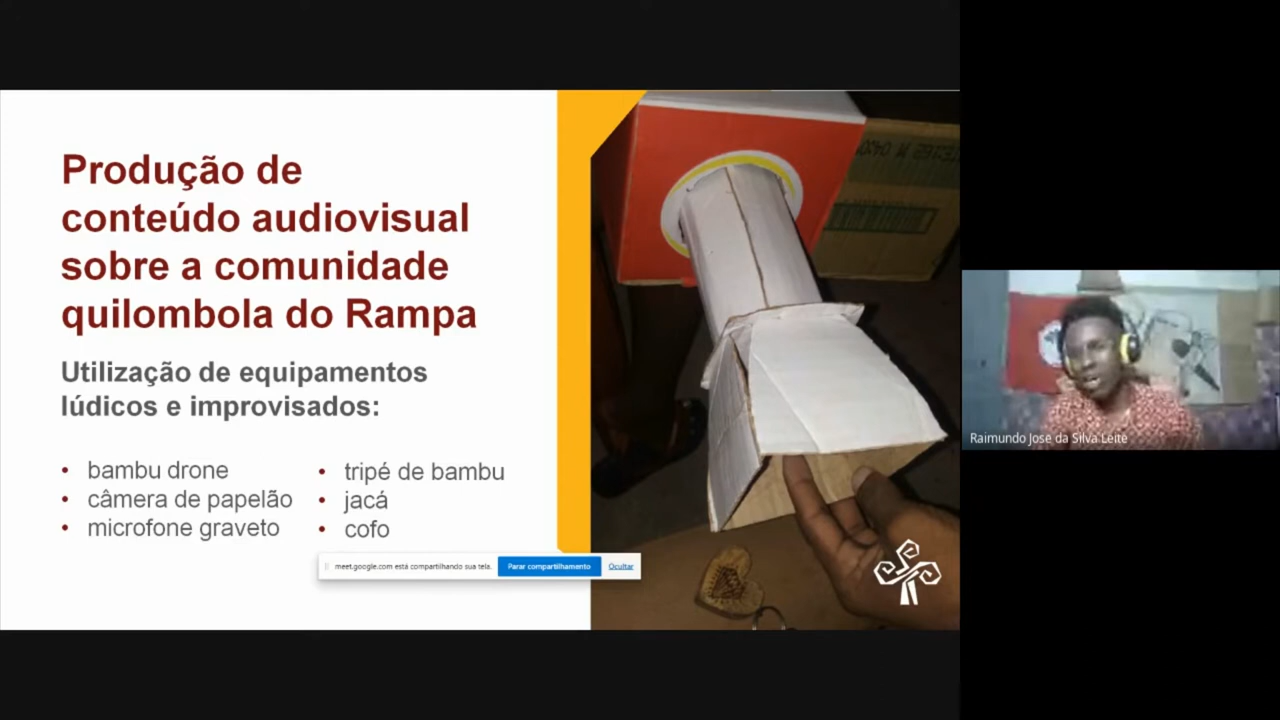 Produção de
conteúdo audiovisual
sobre a comunidade
quilombola do Rampa
Utilização de equipamentos
lúdicos e improvisados:
• bambu drone
• câmera de papelão
• microfone graveto
• tripé de bambu
• jacá
• cofo
meet.google.com está compartilhando sua tela.
Parar compartilhamento
Ocultar
Raimundo José da Silva Leite